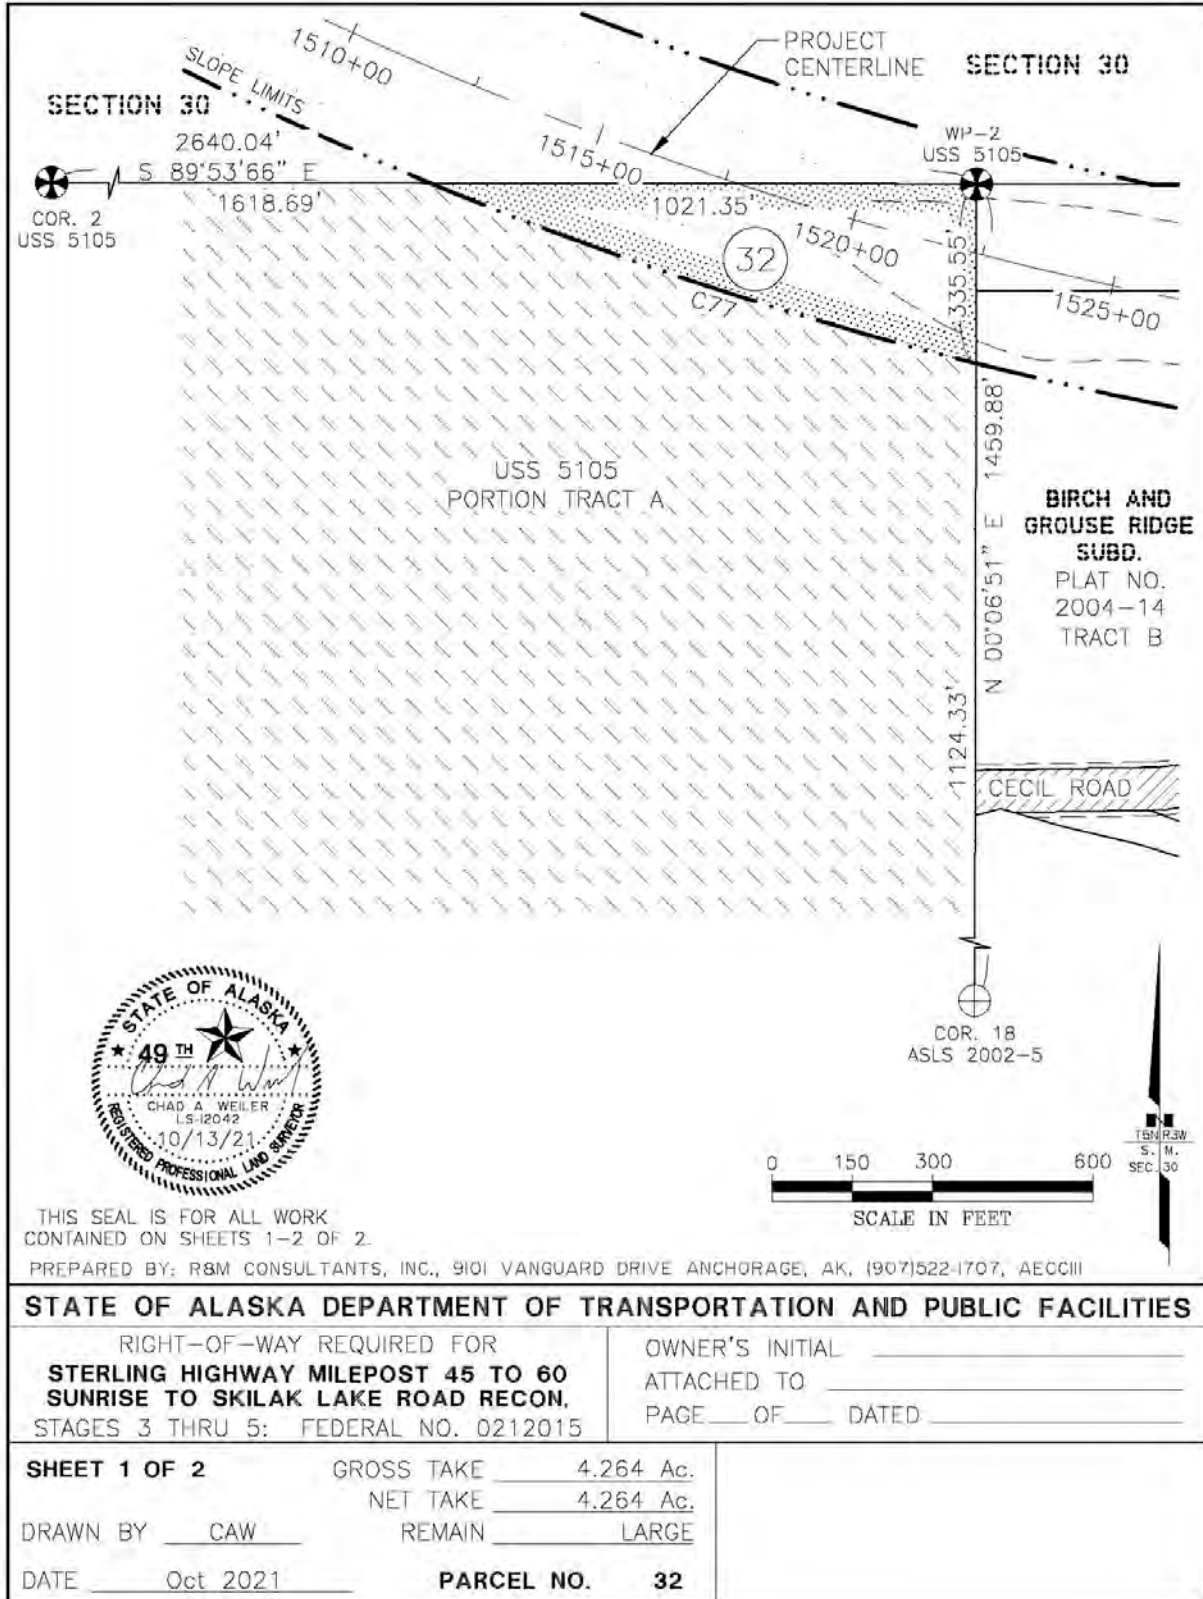 1510+00
PROJECT
CENTERLINE
SECTION 30
SLOPE LIMITS
SECTION 30
2640.04'
S 89°53'66" E
1618.69'
COR. 2
USS 5105
1515+00
WP-2
USS 5105
1021.35'
1520+00
32
335.55'
C77
1525+00
1459.88'
USS 5105
PORTION TRACT A
N 00°06'51" E
BIRCH AND
GROUSE RIDGE
SUBD.
PLAT NO.
2004-14
TRACT B
1124.33'
CECIL ROAD
COR. 18
ASLS 2002-5
STATE OF ALASKA
49 TH
CHAD A. WEILER
LS-12042
10/13/21
REGISTERED PROFESSIONAL LAND SURVEYOR
N
T5N R3W
S. M.
SEC. 30
0 150 300 600
SCALE IN FEET
THIS SEAL IS FOR ALL WORK
CONTAINED ON SHEETS 1-2 OF 2.
PREPARED BY: R&M CONSULTANTS, INC., 9101 VANGUARD DRIVE ANCHORAGE, AK, (907)522-1707, AECC111
STATE OF ALASKA DEPARTMENT OF TRANSPORTATION AND PUBLIC FACILITIES
RIGHT-OF-WAY REQUIRED FOR
STERLING HIGHWAY MILEPOST 45 TO 60
SUNRISE TO SKILAK LAKE ROAD RECON.
STAGES 3 THRU 5: FEDERAL NO. 0212015
OWNER'S INITIAL
ATTACHED TO
PAGE OF DATED
SHEET 1 OF 2
GROSS TAKE 4.264 Ac.
NET TAKE 4.264 Ac.
DRAWN BY CAW
REMAIN LARGE
DATE Oct 2021
PARCEL NO. 32